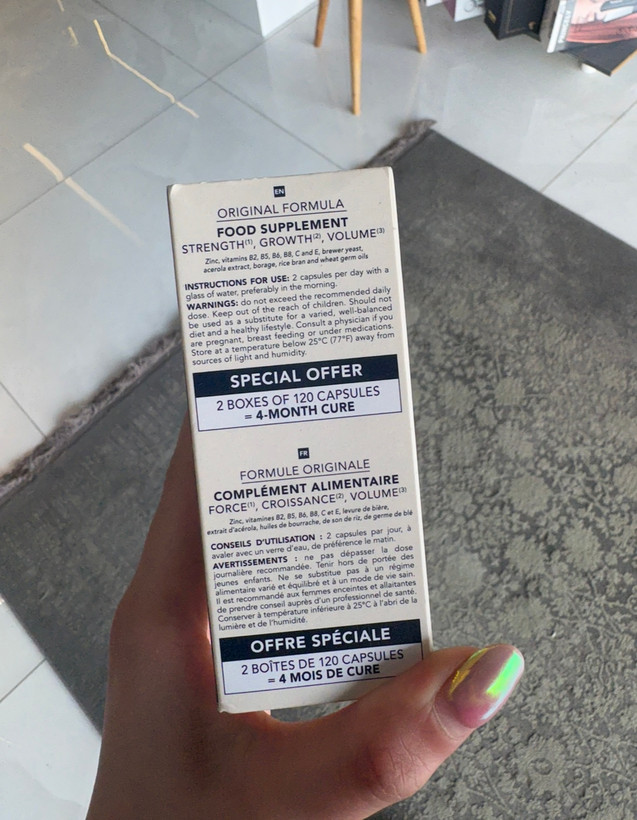 EN
ORIGINAL FORMULA
FOOD SUPPLEMENT
STRENGTH(1), GROWTH(2), VOLUME(3)
Zinc, vitamins B2, B5, B6, B8, C and E, brewer yeast,
acerola extract, borage, rice bran and wheat germ oils
INSTRUCTIONS FOR USE: 2 capsules per day with a
glass of water, preferably in the morning.
WARNINGS: do not exceed the recommended daily
dose. Keep out of the reach of children. Should not
be used as a substitute for a varied, well-balanced
diet and a healthy lifestyle. Consult a physician if you
are pregnant, breast feeding or under medications.
Store at a temperature below 25°C (77°F) away from
sources of light and humidity.
SPECIAL OFFER
2 BOXES OF 120 CAPSULES
= 4-MONTH CURE
FR
FORMULE ORIGINALE
COMPLÉMENT ALIMENTAIRE
FORCE(1), CROISSANCE(2), VOLUME(3)
Zinc, vitamines B2, B5, B6, B8, C et E, levure de bière,
extrait d'acérola, huiles de bourrache, de son de riz, de germe de blé
CONSEILS D'UTILISATION : 2 capsules par jour, à
avaler avec un verre d'eau, de préférence le matin.
AVERTISSEMENTS : ne pas dépasser la dose
journalière recommandée. Tenir hors de portée des
jeunes enfants. Ne se substitue pas à un régime
alimentaire varié et équilibré et à un mode de vie sain.
Il est recommandé aux femmes enceintes et allaitantes
de prendre conseil auprès d'un professionnel de santé.
Conserver à température inférieure à 25°C à l'abri de la
lumière et de l'humidité.
OFFRE SPÉCIALE
2 BOÎTES DE 120 CAPSULES
= 4 MOIS DE CURE